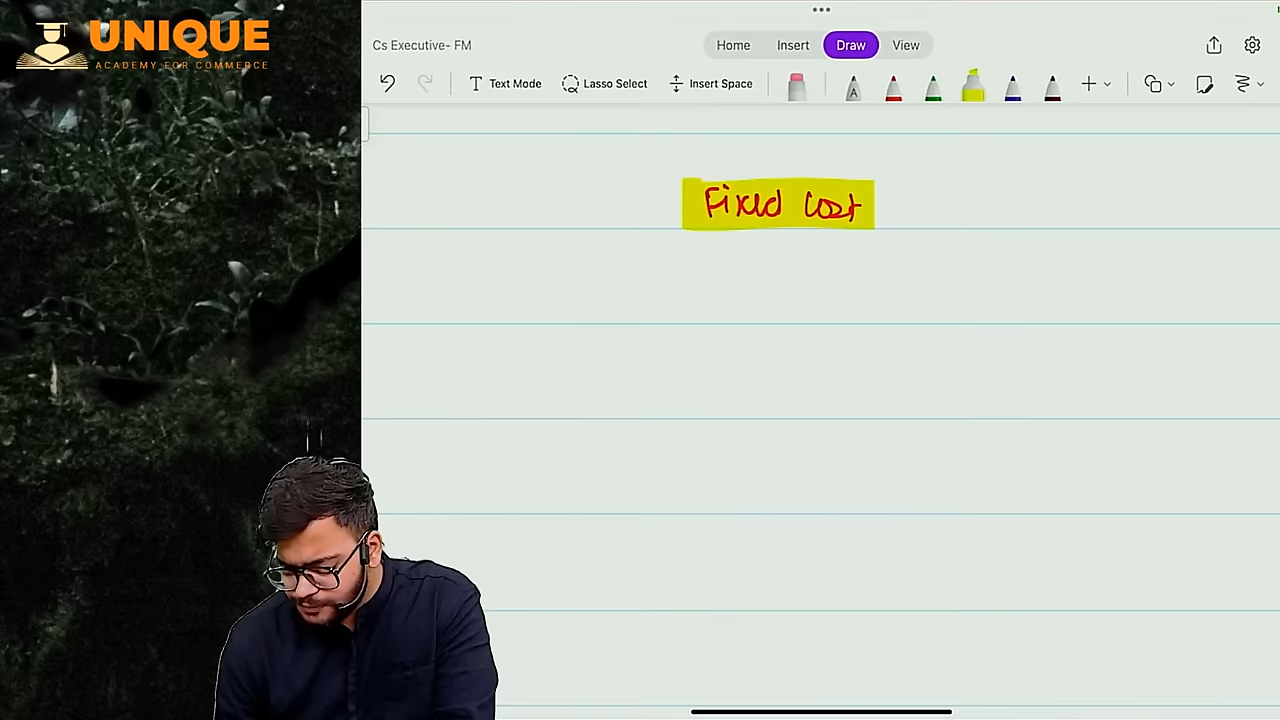 UNIQUE
ACADEMY FOR COMMERCE
Cs Executive- FM
Home Insert Draw View
Text Mode Lasso Select Insert Space
A
Fixed Cost